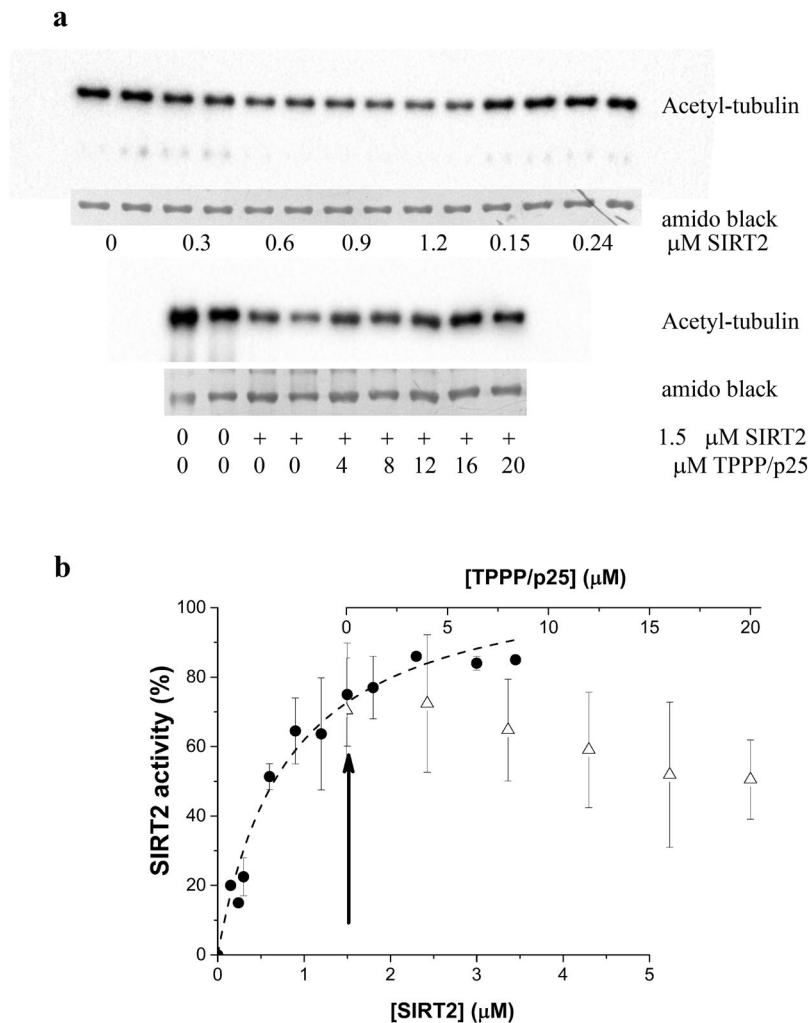 a
Acetyl-tubulin
amido black
0 0.3 0.6 0.9 1.2 0.15 0.24 μM SIRT2
Acetyl-tubulin
amido black
0 0 + + + + + + + 1.5 μM SIRT2
0 0 0 0 4 8 12 16 20 μM TPPP/p25
b
[TPPP/p25] (μM)
0 5 10 15 20
100
80
60
40
20
0
SIRT2 activity (%)
0 1 2 3 4 5
[SIRT2] (μM)